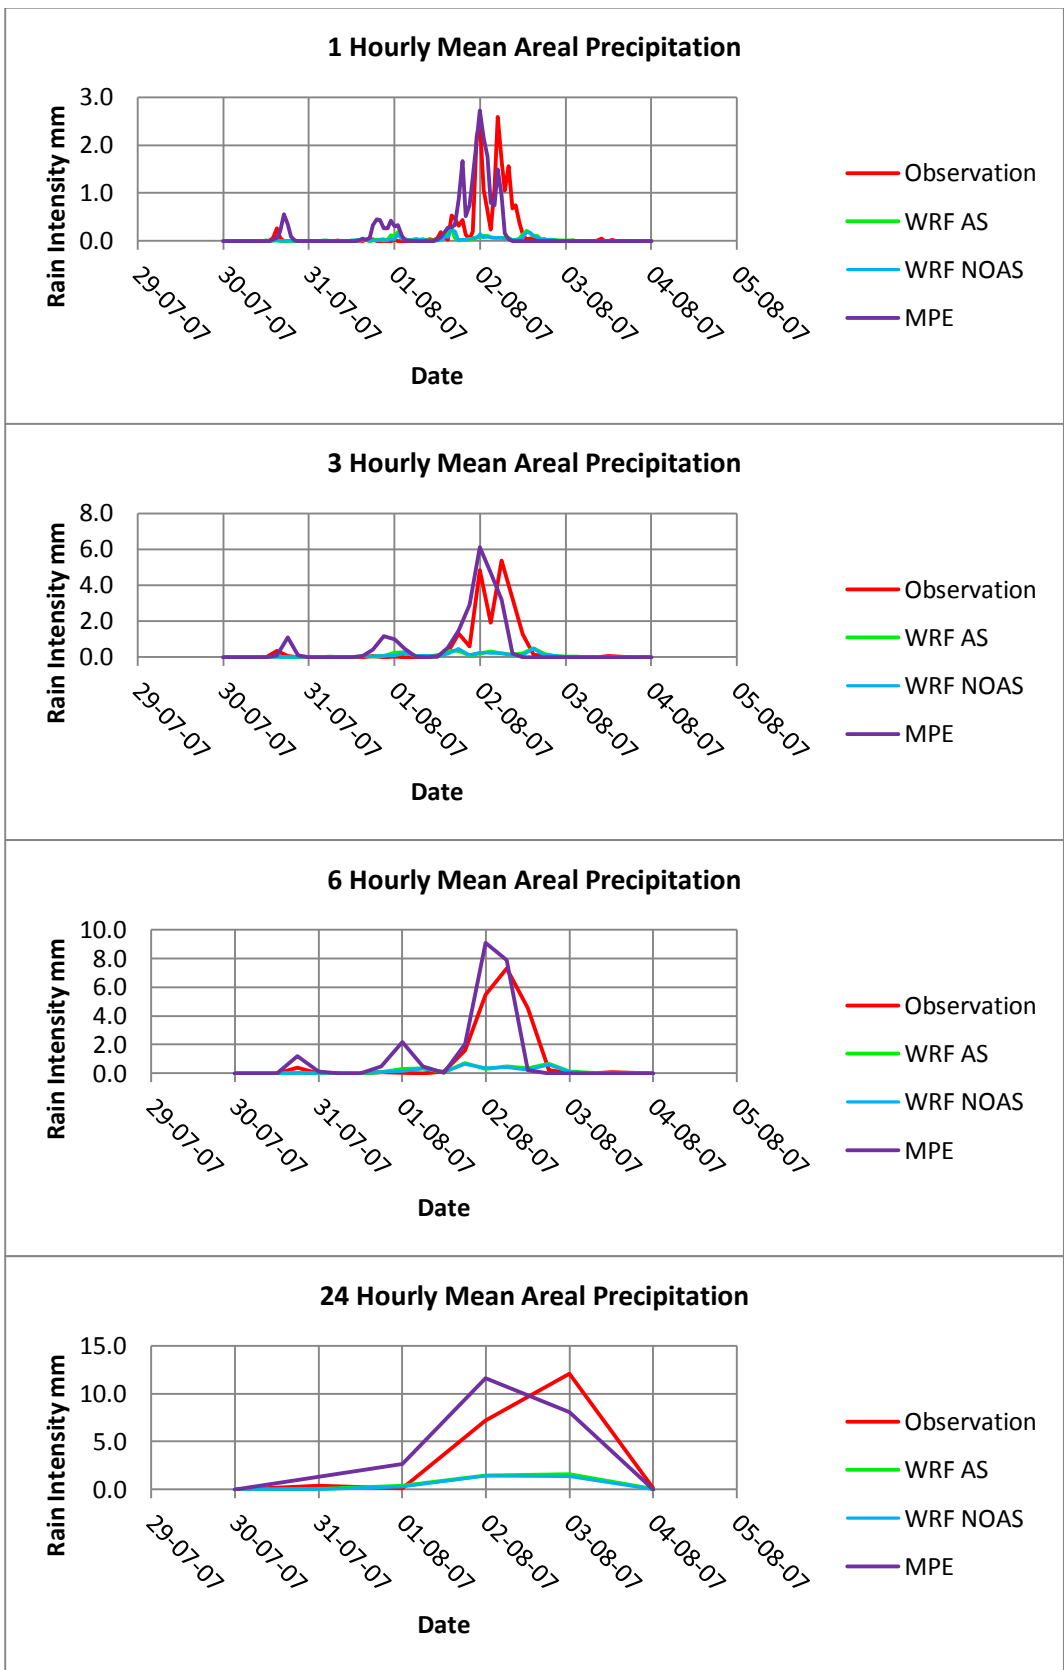 1 Hourly Mean Areal Precipitation
Rain Intensity mm
3.0
2.0
1.0
0.0
29-07-07
30-07-07
31-07-07
01-08-07
02-08-07
03-08-07
04-08-07
05-08-07
Date
Observation
WRF AS
WRF NOAS
MPE
3 Hourly Mean Areal Precipitation
Rain Intensity mm
8.0
6.0
4.0
2.0
0.0
29-07-07
30-07-07
31-07-07
01-08-07
02-08-07
03-08-07
04-08-07
05-08-07
Date
Observation
WRF AS
WRF NOAS
MPE
6 Hourly Mean Areal Precipitation
Rain Intensity mm
10.0
8.0
6.0
4.0
2.0
0.0
29-07-07
30-07-07
31-07-07
01-08-07
02-08-07
03-08-07
04-08-07
05-08-07
Date
Observation
WRF AS
WRF NOAS
MPE
24 Hourly Mean Areal Precipitation
Rain Intensity mm
15.0
10.0
5.0
0.0
29-07-07
30-07-07
31-07-07
01-08-07
02-08-07
03-08-07
04-08-07
05-08-07
Date
Observation
WRF AS
WRF NOAS
MPE